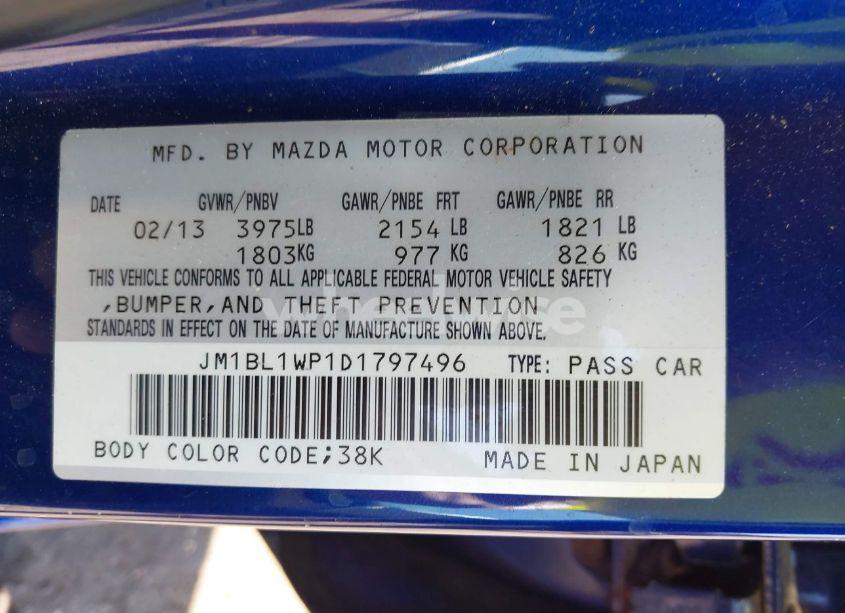 MFD. BY MAZDA MOTOR CORPORATION
DATE GVWR/PNBV GAWR/PNBE FRT GAWR/PNBE RR
02/13 3975LB 2154 LB 1821 LB
1803KG 977 KG 826 KG
THIS VEHICLE CONFORMS TO ALL APPLICABLE FEDERAL MOTOR VEHICLE SAFETY
,BUMPER,AND THEFT PREVENTION
STANDARDS IN EFFECT ON THE DATE OF MANUFACTURE SHOWN ABOVE.
JM1BL1WP1D1797496 TYPE: PASS CAR
BODY COLOR CODE;38K MADE IN JAPAN